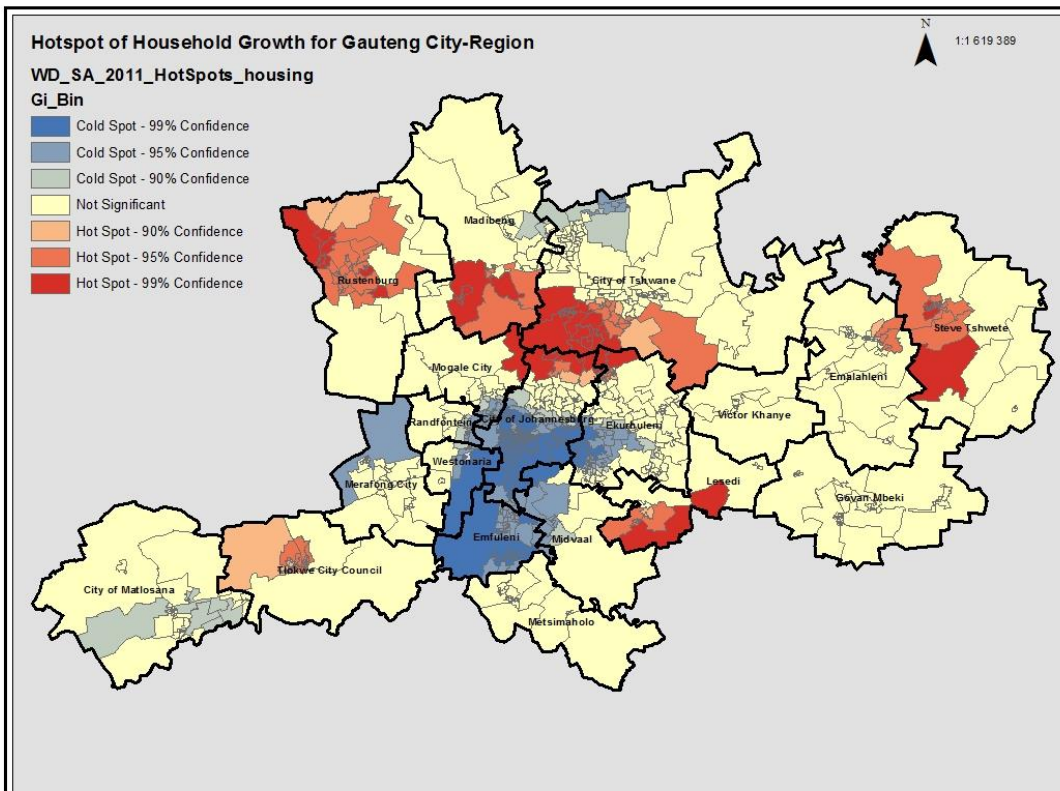 Hotspot of Household Growth for Gauteng City-Region
N
1:1 619 389
WD_SA_2011_HotSpots_housing
Gi_Bin
Cold Spot - 99% Confidence
Cold Spot - 95% Confidence
Cold Spot - 90% Confidence
Not Significant
Hot Spot - 90% Confidence
Hot Spot - 95% Confidence
Hot Spot - 99% Confidence
Madibeng
Rustenburg
City of Tshwane
Steve Tshwete
Mogale City
Emalahleni
Victor Khanye
Randfontein
City of Johannesburg
Ekurhuleni
Westonaria
Merafong City
Lesedi
Govan Mbeki
Emfuleni
Midvaal
Tlokwe City Council
City of Matlosana
Metsimaholo